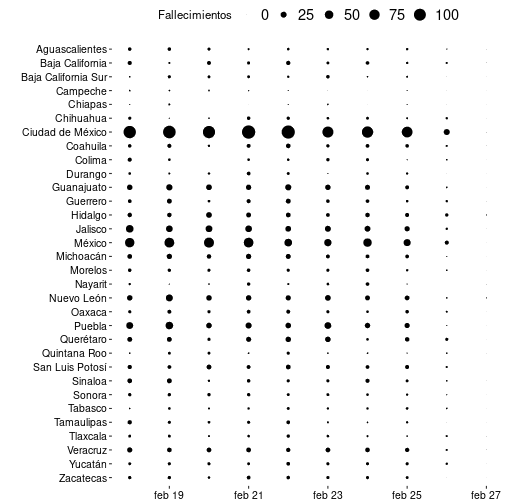 Fallecimientos 0 25 50 75 100
Aguascalientes
Baja California
Baja California Sur
Campeche
Chiapas
Chihuahua
Ciudad de México
Coahuila
Colima
Durango
Guanajuato
Guerrero
Hidalgo
Jalisco
México
Michoacán
Morelos
Nayarit
Nuevo León
Oaxaca
Puebla
Querétaro
Quintana Roo
San Luis Potosí
Sinaloa
Sonora
Tabasco
Tamaulipas
Tlaxcala
Veracruz
Yucatán
Zacatecas
feb 19 feb 21 feb 23 feb 25 feb 27